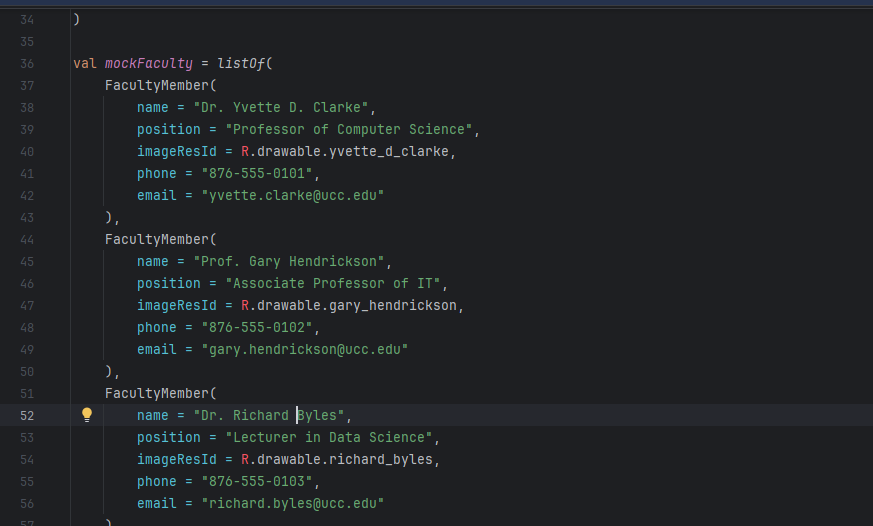 34 )
35
36 val mockFaculty = listOf(
37 FacultyMember(
38 name = "Dr. Yvette D. Clarke",
39 position = "Professor of Computer Science",
40 imageResId = R.drawable.yvette_d_clarke,
41 phone = "876-555-0101",
42 email = "yvette.clarke@ucc.edu"
43 ),
44 FacultyMember(
45 name = "Prof. Gary Hendrickson",
46 position = "Associate Professor of IT",
47 imageResId = R.drawable.gary_hendrickson,
48 phone = "876-555-0102",
49 email = "gary.hendrickson@ucc.edu"
50 ),
51 FacultyMember(
52 name = "Dr. Richard Byles",
53 position = "Lecturer in Data Science",
54 imageResId = R.drawable.richard_byles,
55 phone = "876-555-0103",
56 email = "richard.byles@ucc.edu"
57 )